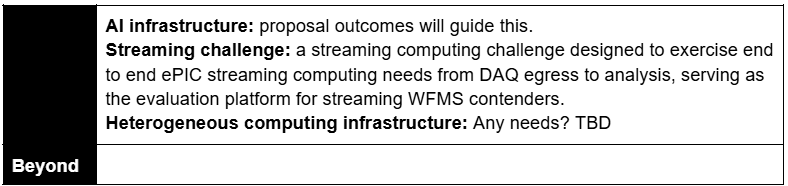 AI infrastructure: proposal outcomes will guide this.
Streaming challenge: a streaming computing challenge designed to exercise end
to end ePIC streaming computing needs from DAQ egress to analysis, serving as
the evaluation platform for streaming WFMS contenders.
Heterogeneous computing infrastructure: Any needs? TBD
Beyond